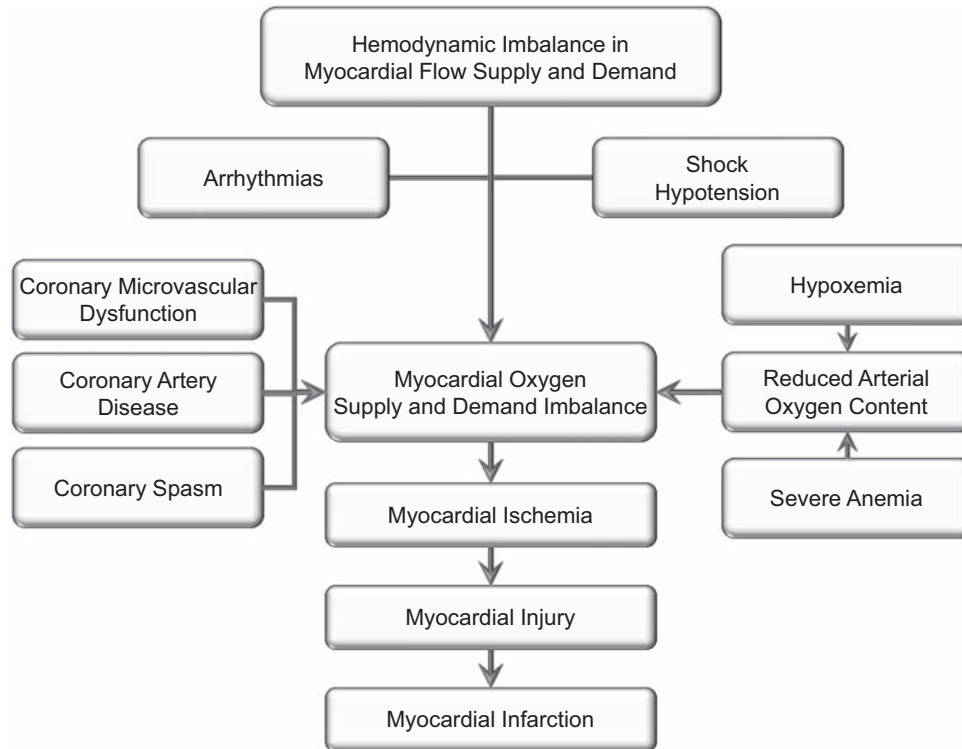 Hemodynamic Imbalance in
Myocardial Flow Supply and Demand
Arrhythmias
Shock
Hypotension
Coronary Microvascular
Dysfunction
Coronary Artery
Disease
Coronary Spasm
Myocardial Oxygen
Supply and Demand Imbalance
Hypoxemia
Reduced Arterial
Oxygen Content
Severe Anemia
Myocardial Ischemia
Myocardial Injury
Myocardial Infarction